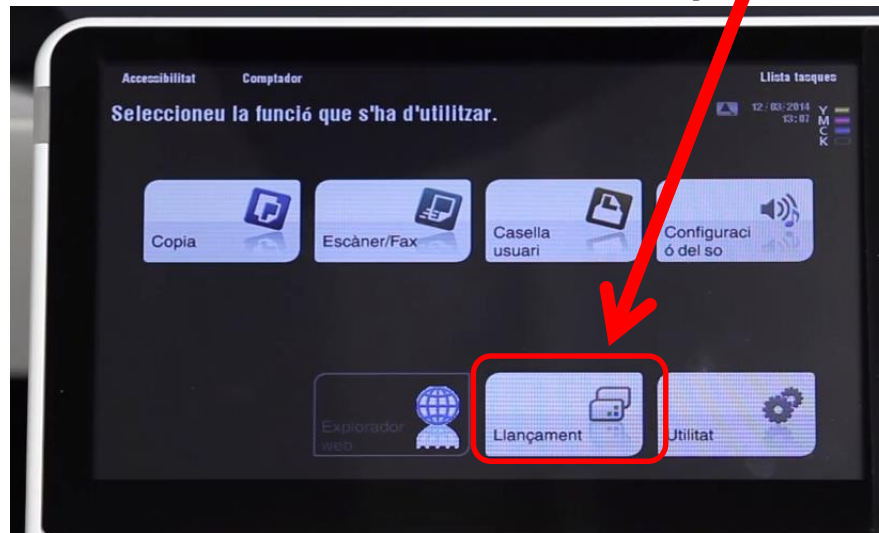 Accessibilitat Comptador Llista tasques
Seleccioneu la funció que s'ha d'utilitzar.
12/03/2014
13:07
Y
M
C
K
Copia
Escàner/Fax
Casella
usuari
Configuraci
ó del so
Explorador
web
Llançament
Utilitat